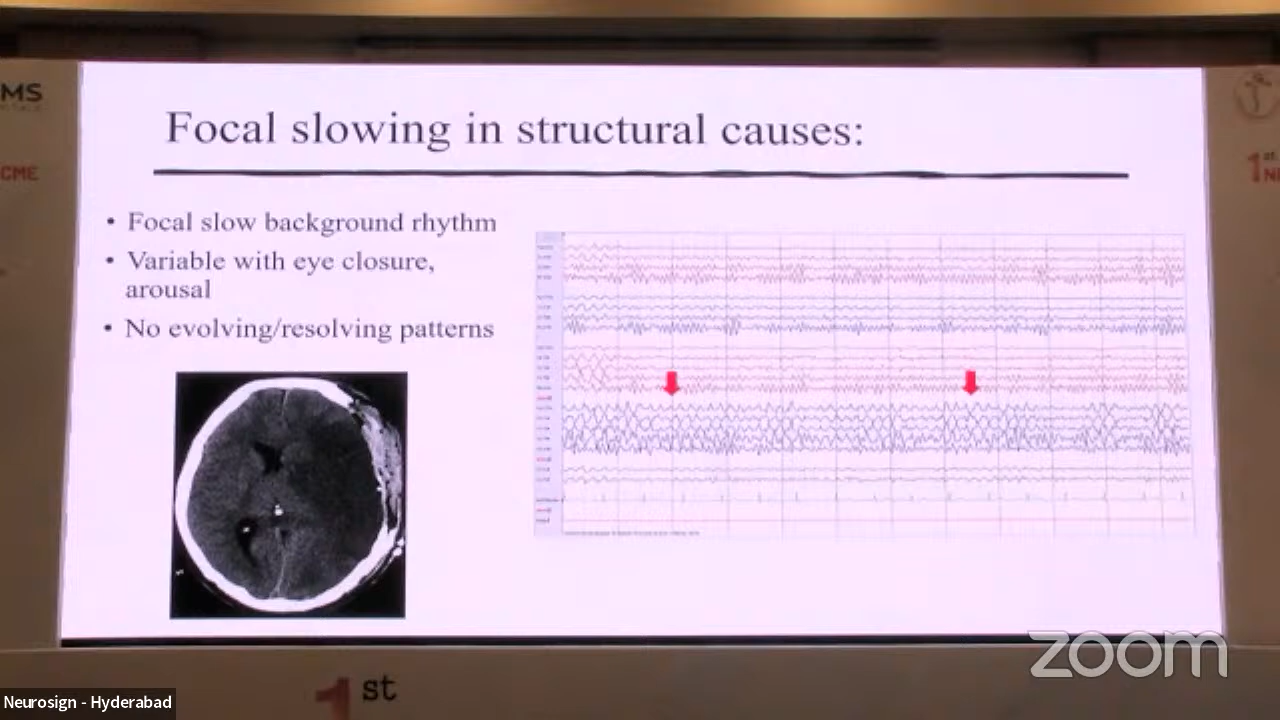 MS
CME
Focal slowing in structural causes:
• Focal slow background rhythm
• Variable with eye closure,
arousal
• No evolving/resolving patterns
1st
1st
zoom
Neurosign - Hyderabad